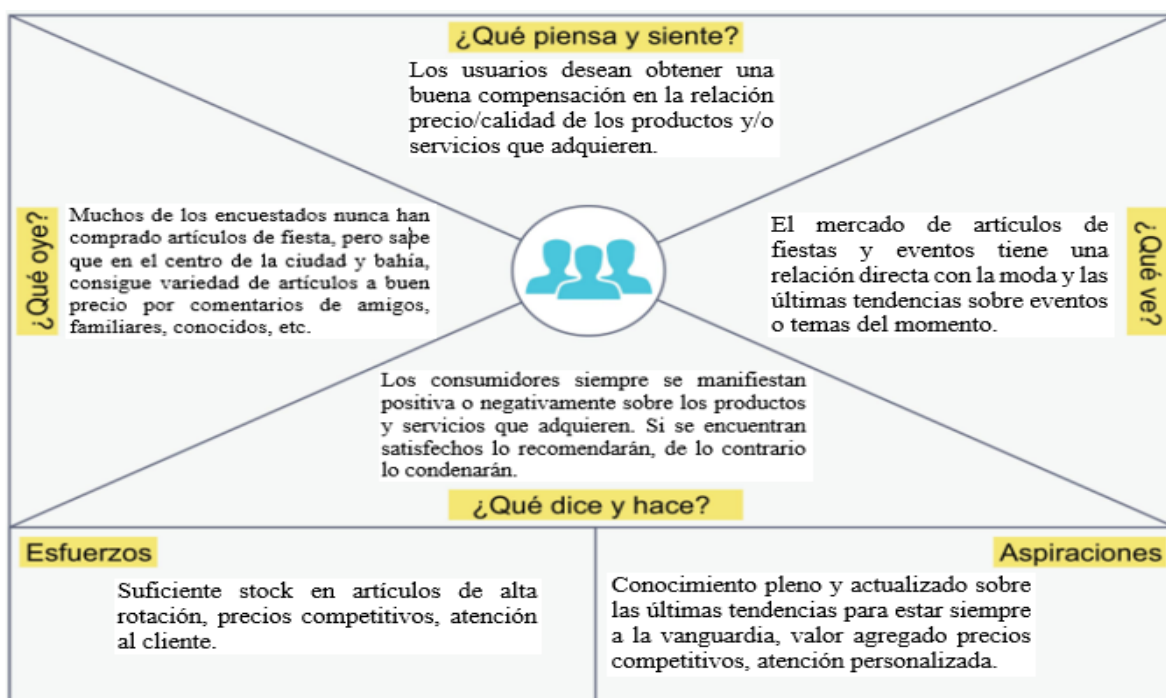 ¿Qué piensa y siente?
Los usuarios desean obtener una
buena compensación en la relación
precio/calidad de los productos y/o
servicios que adquieren.
¿Qué oye?
Muchos de los encuestados nunca han
comprado artículos de fiesta, pero sabe
que en el centro de la ciudad y bahía,
consigue variedad de artículos a buen
precio por comentarios de amigos,
familiares, conocidos, etc.
El mercado de artículos de
fiestas y eventos tiene una
relación directa con la moda y las
últimas tendencias sobre eventos
o temas del momento.
¿Qué ve?
Los consumidores siempre se manifiestan
positiva o negativamente sobre los productos
y servicios que adquieren. Si se encuentran
satisfechos lo recomendarán, de lo contrario
lo condenarán.
¿Qué dice y hace?
Esfuerzos
Suficiente stock en artículos de alta
rotación, precios competitivos, atención
al cliente.
Aspiraciones
Conocimiento pleno y actualizado sobre
las últimas tendencias para estar siempre
a la vanguardia, valor agregado precios
competitivos, atención personalizada.